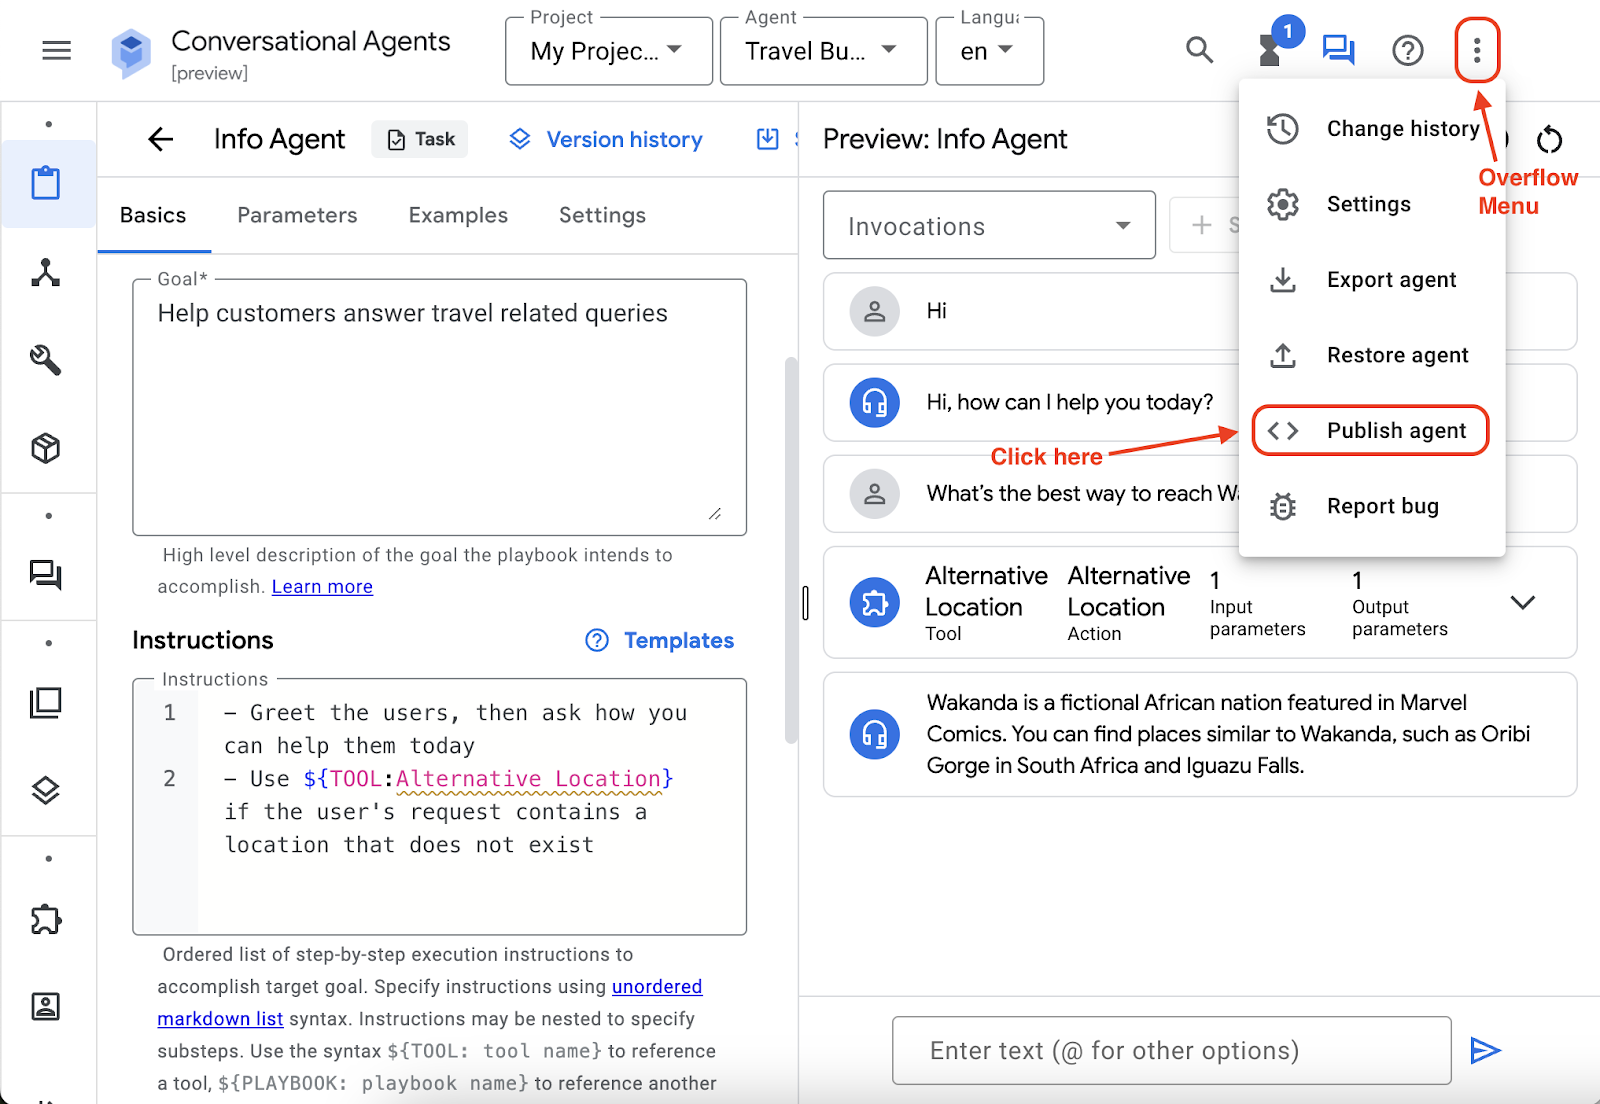 Conversational Agents
[preview]
Project
My Projec...
Agent
Travel Bu...
en
1
Info Agent
Task
Version history
Preview: Info Agent
Change history
Overflow
Menu
Basics
Parameters
Examples
Settings
Invocations
Settings
Export agent
Restore agent
Publish agent
Report bug
Goal*
Help customers answer travel related queries
Hi
Hi, how can I help you today?
Click here
What's the best way to reach
High level description of the goal the playbook intends to
accomplish. Learn more
Alternative
Location
Tool
Alternative
Location
Action
1
Input
parameters
1
Output
parameters
Instructions
Templates
Instructions
1
– Greet the users, then ask how you
can help them today
2
– Use ${TOOL:Alternative Location}
if the user's request contains a
location that does not exist
Wakanda is a fictional African nation featured in Marvel
Comics. You can find places similar to Wakanda, such as Oribi
Gorge in South Africa and Iguazu Falls.
Ordered list of step-by-step execution instructions to
accomplish target goal. Specify instructions using unordered
markdown list syntax. Instructions may be nested to specify
substeps. Use the syntax ${TOOL: tool name} to reference
a tool, ${PLAYBOOK: playbook name} to reference another
Enter text (@ for other options)